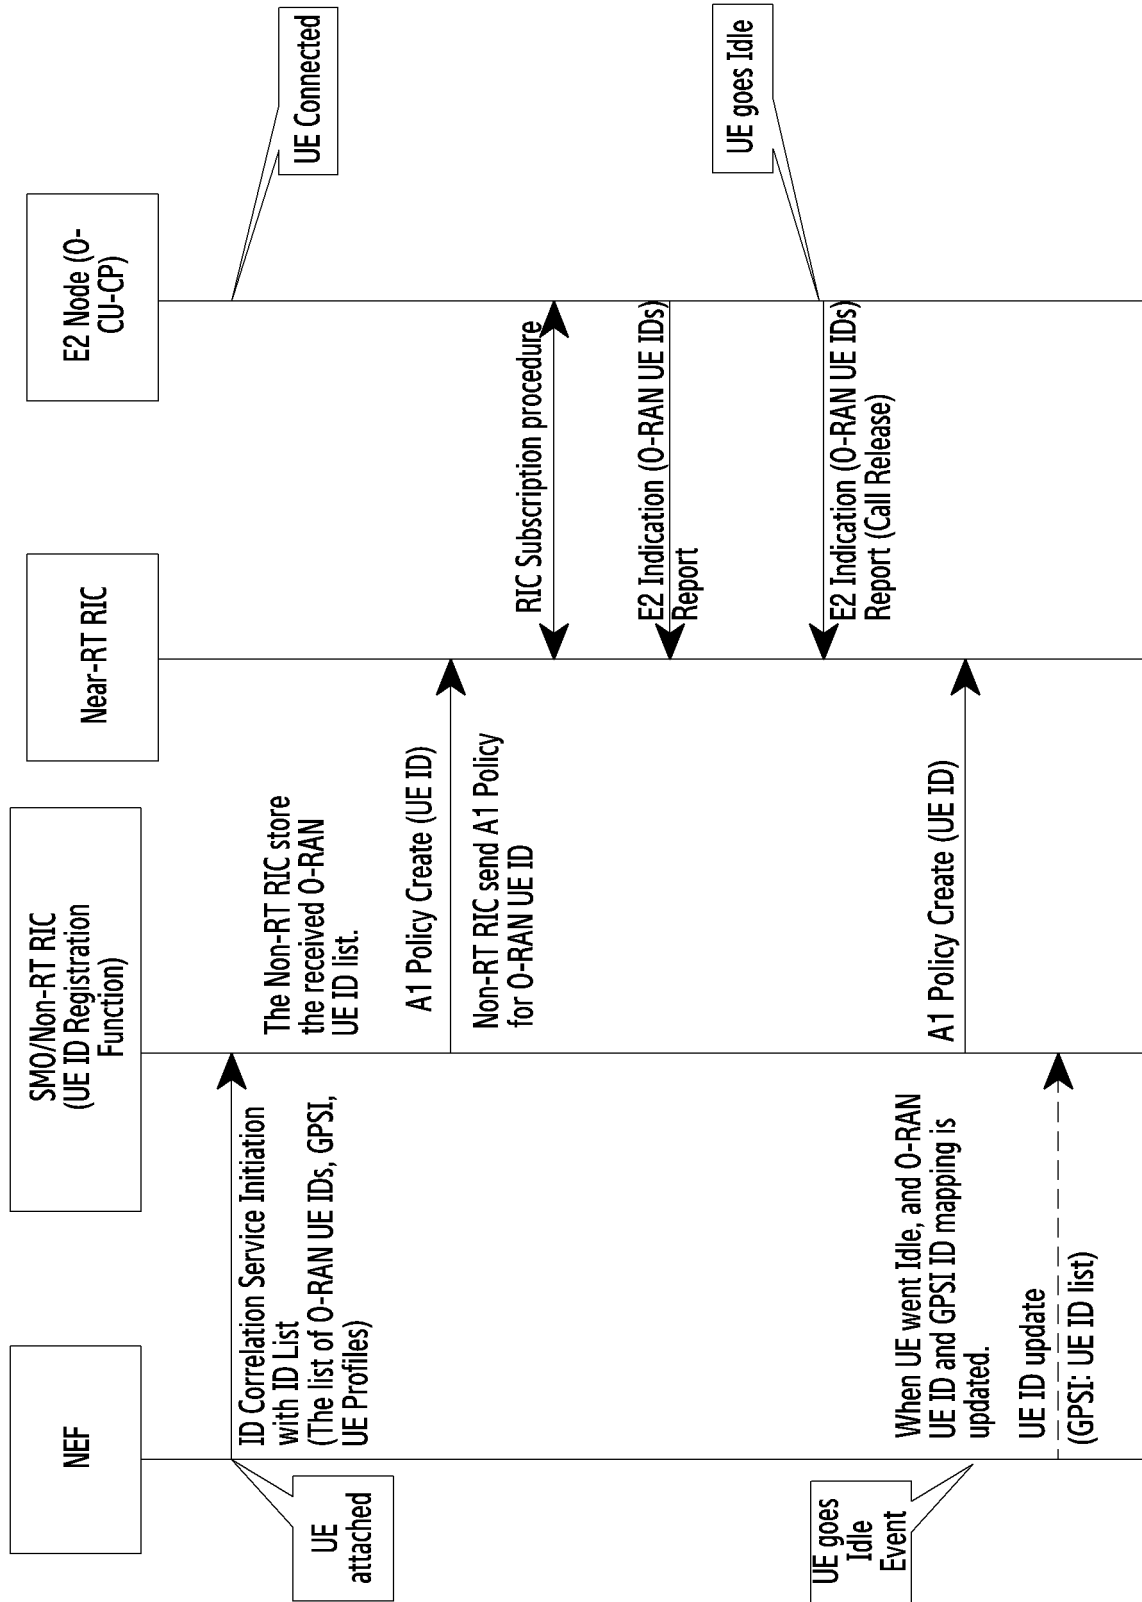 NEF
SMO/Non-RT RIC
(UE ID Registration
Function)
Near-RT RIC
E2 Node (O-
CU-CP)
UE
attached
UE Connected
ID Correlation Service Initiation
with ID List
(The list of O-RAN UE IDs, GPSI,
UE Profiles)
The Non-RT RIC store
the received O-RAN
UE ID list.
A1 Policy Create (UE ID)
Non-RT RIC send A1 Policy
for O-RAN UE ID
RIC Subscription procedure
E2 Indication (O-RAN UE IDs)
Report
UE goes Idle
E2 Indication (O-RAN UE IDs)
Report (Call Release)
UE goes
Idle
Event
When UE went Idle, and O-RAN
UE ID and GPSI ID mapping is
updated.
A1 Policy Create (UE ID)
UE ID update
(GPSI: UE ID list)